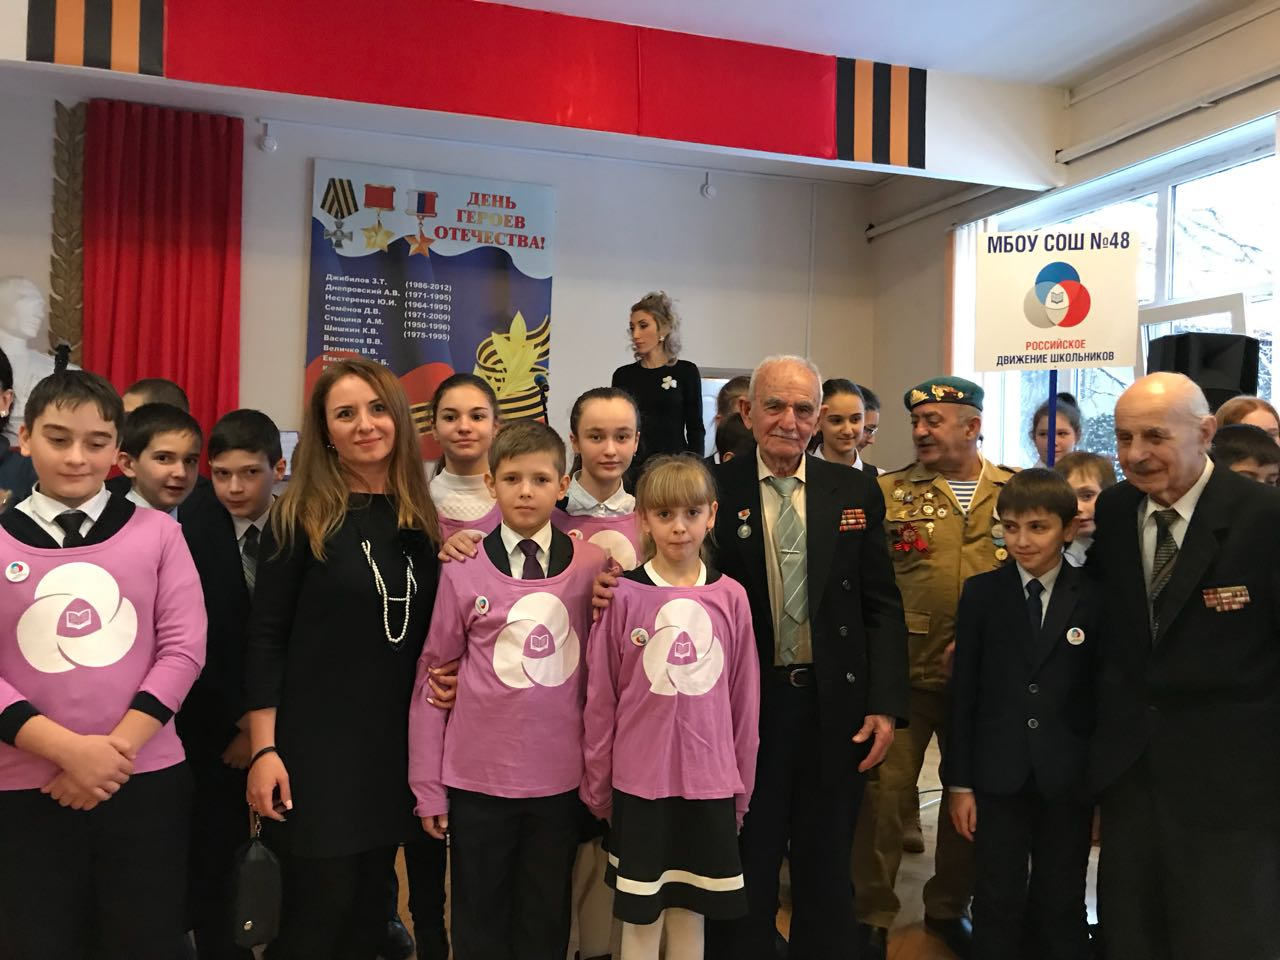 ДЕНЬ
ГЕРОЕВ
ОТЕЧЕСТВА!
Джибилов З.Т. (1986-2012)
Днепровский А.В. (1971-1995)
Нестеренко Ю.И. (1964-1995)
Семёнов Д.В. (1971-2009)
Стыцина А.М. (1950-1996)
Шишкин К.В. (1975-1995)
Васенков В.В.
Величко В.В.
МБОУ СОШ №48
РОССИЙСКОЕ
ДВИЖЕНИЕ ШКОЛЬНИКОВ